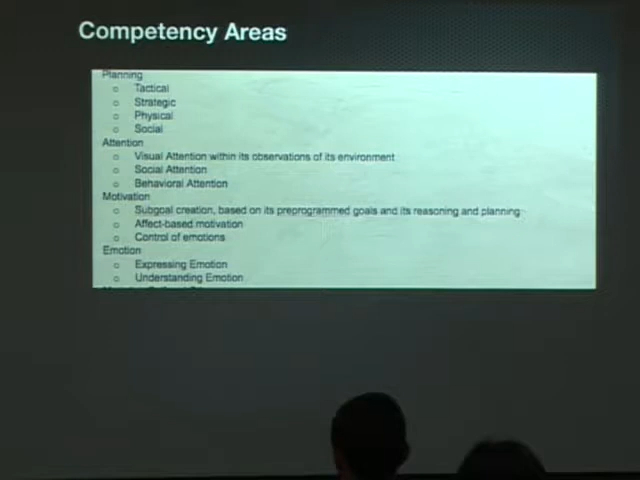 Competency Areas
Planning
o Tactical
o Strategic
o Physical
o Social
Attention
o Visual Attention within its observations of its environment
o Social Attention
o Behavioral Attention
Motivation
o Subgoal creation, based on its preprogrammed goals and its reasoning and planning
o Affect-based motivation
o Control of emotions
Emotion
o Expressing Emotion
o Understanding Emotion